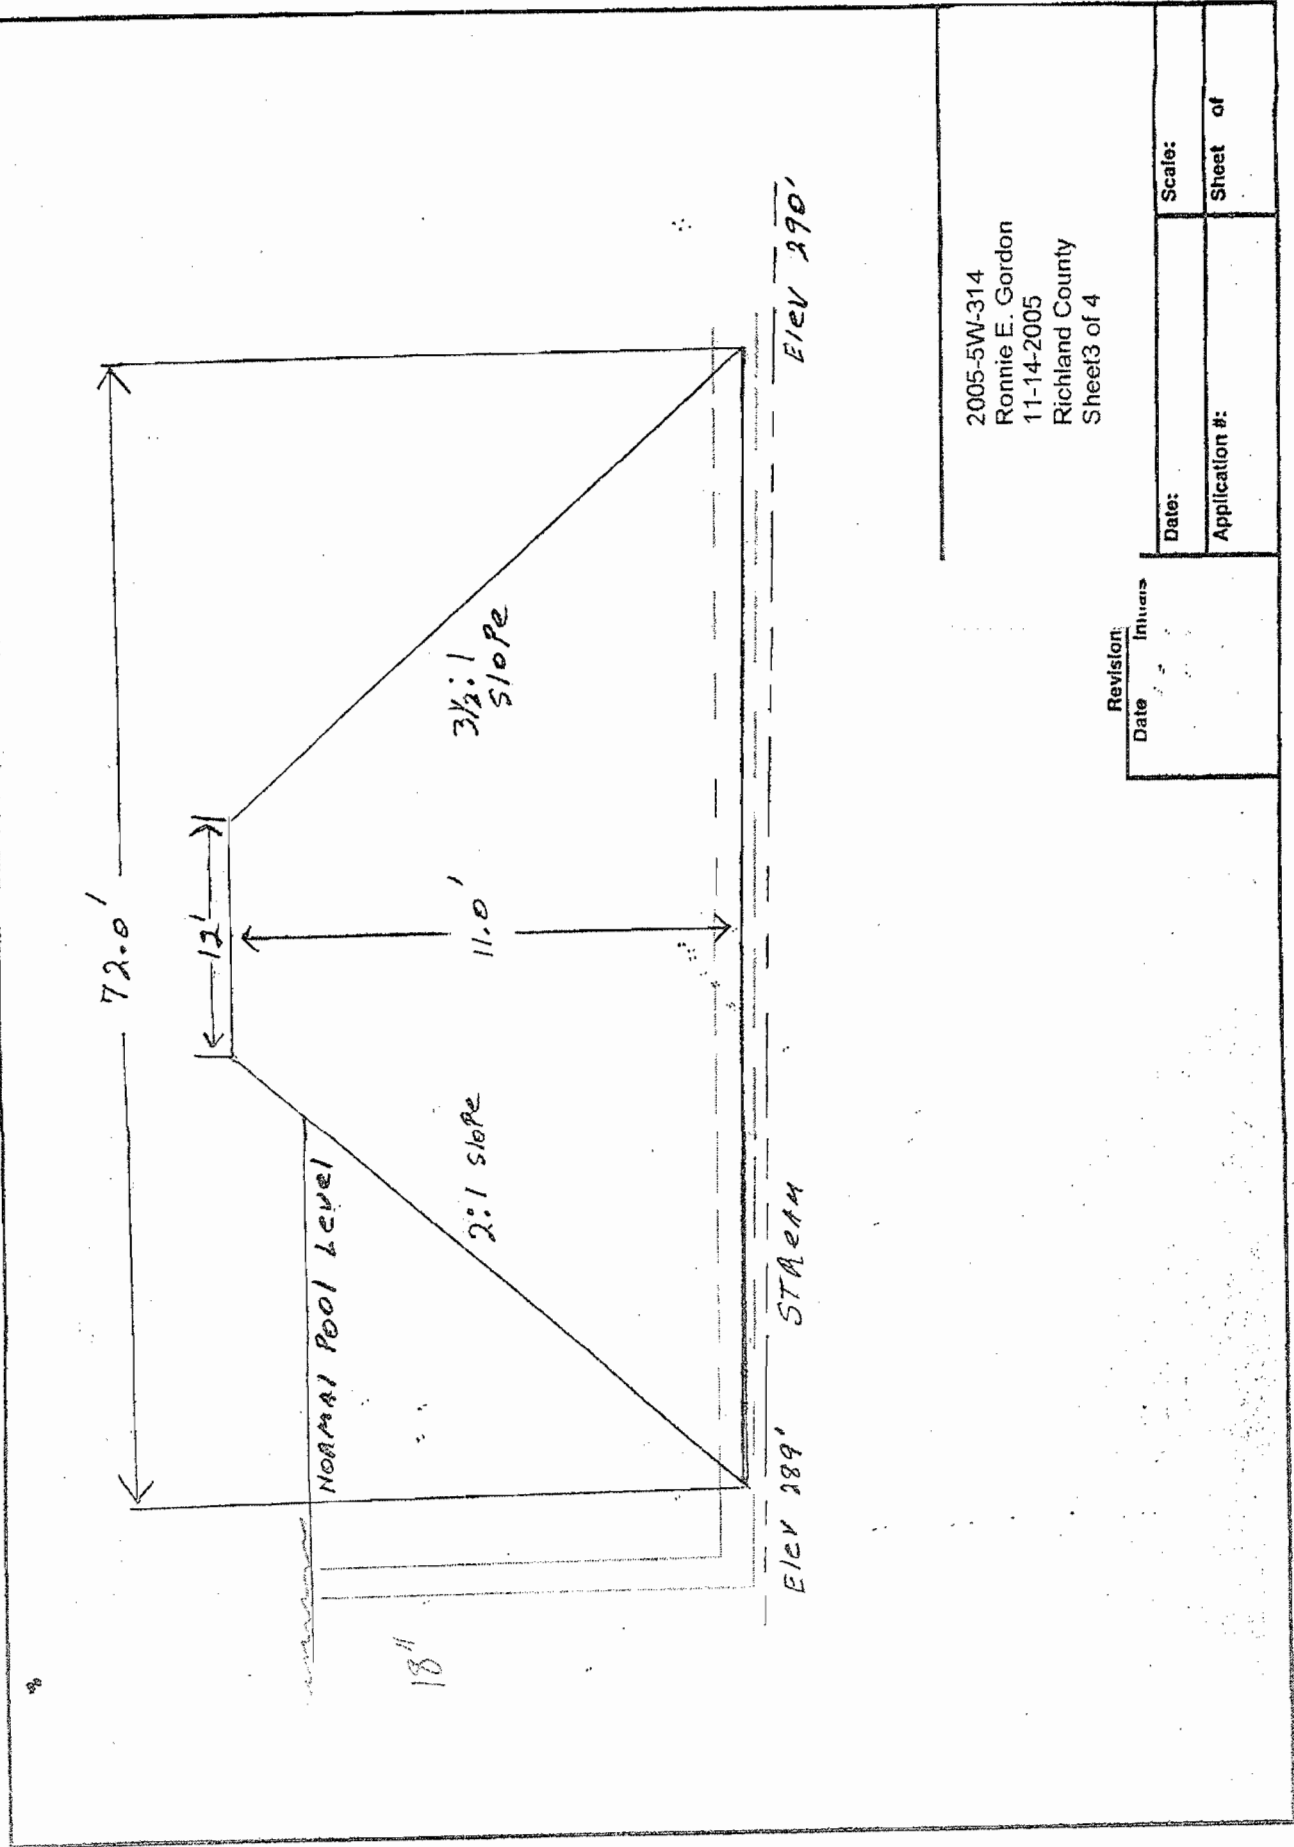 72.0'
12'
11.0'
NORMAl Pool Level
2:1 slope
3½:1
Slope
18"
Elev 289' STReAM Elev 290'
2005-5W-314
Ronnie E. Gordon
11-14-2005
Richland County
Sheet3 of 4
Revision
Date Initials
Date: Scale:
Application #: Sheet of